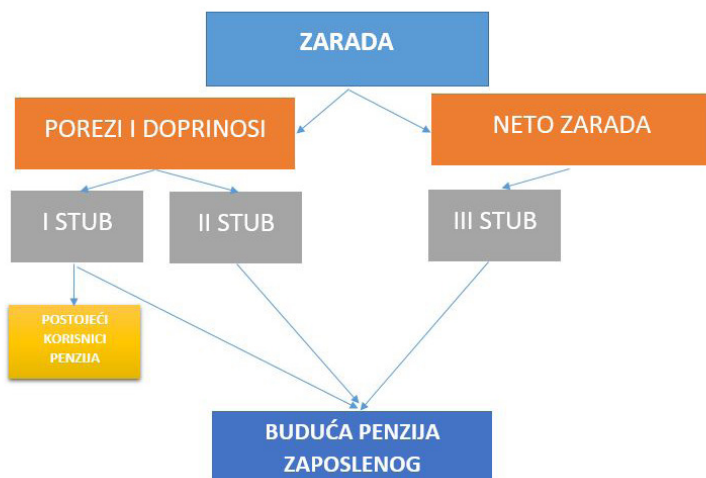 ZARADA
POREZI I DOPRINOSI
NETO ZARADA
I STUB
II STUB
III STUB
POSTOJEĆI
KORISNICI
PENZIJA
BUDUĆA PENZIJA
ZAPOSLENOG